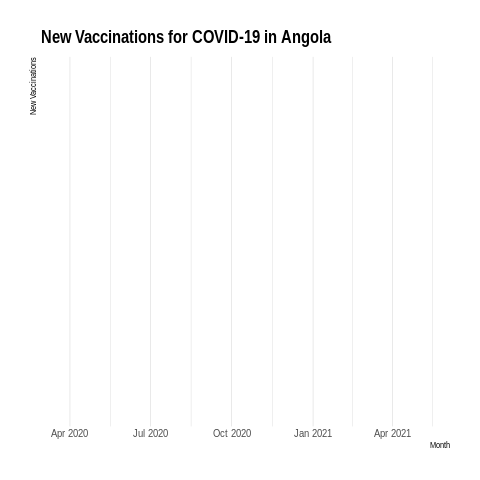 New Vaccinations for COVID-19 in Angola
New Vaccinations
Apr 2020 Jul 2020 Oct 2020 Jan 2021 Apr 2021
Month